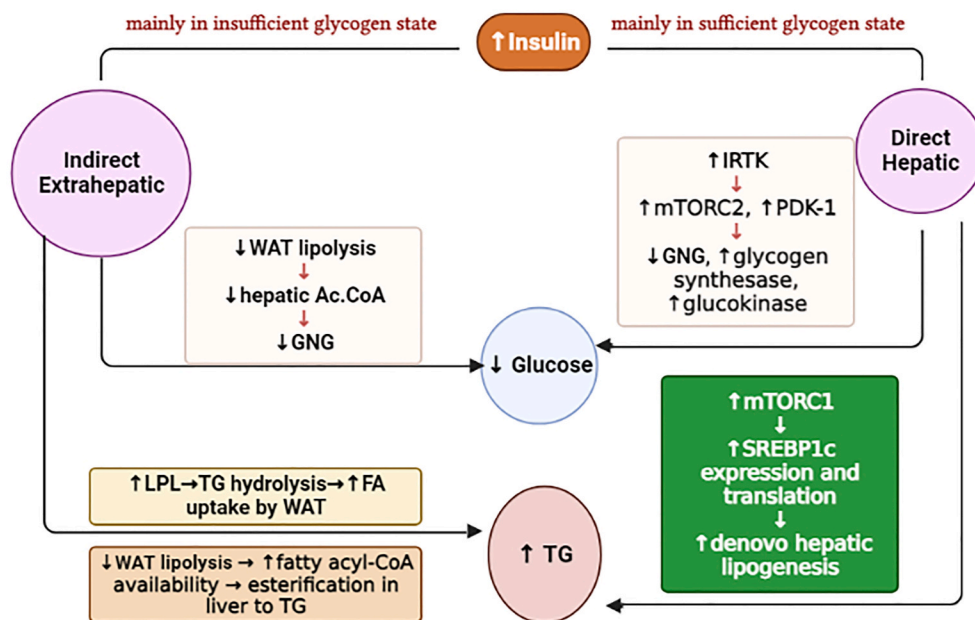 mainly in insufficient glycogen state
↑Insulin
mainly in sufficient glycogen state
Indirect
Extrahepatic
Direct
Hepatic
↑IRTK
↓
↑mTORC2, ↑PDK-1
↓
↓GNG, ↑glycogen
synthesase,
↑glucokinase
↓WAT lipolysis
↓
↓hepatic Ac.CoA
↓
↓GNG
↓ Glucose
↑mTORC1
↓
↑SREBP1c
expression and
translation
↓
↑denovo hepatic
lipogenesis
↑LPL→TG hydrolysis→↑FA
uptake by WAT
↑ TG
↓WAT lipolysis → ↑fatty acyl-CoA
availability → esterification in
liver to TG